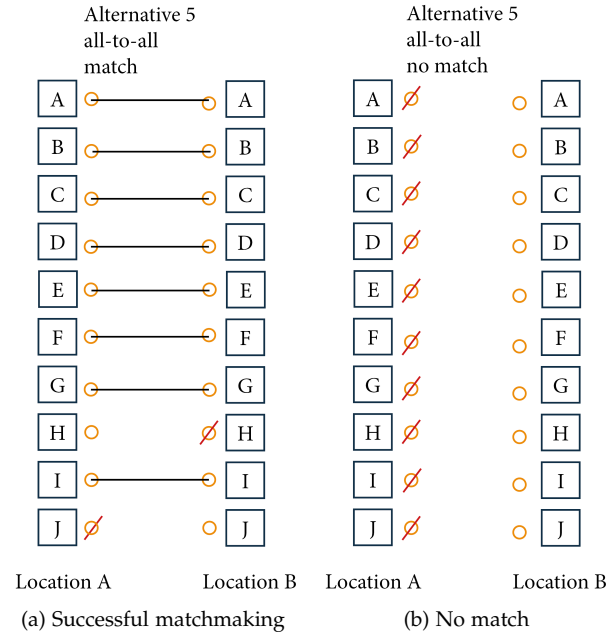 Alternative 5
all-to-all
match
A A
B B
C C
D D
E E
F F
G G
H H
I I
J J
Location A Location B
(a) Successful matchmaking
Alternative 5
all-to-all
no match
A A
B B
C C
D D
E E
F F
G G
H H
I I
J J
Location A Location B
(b) No match